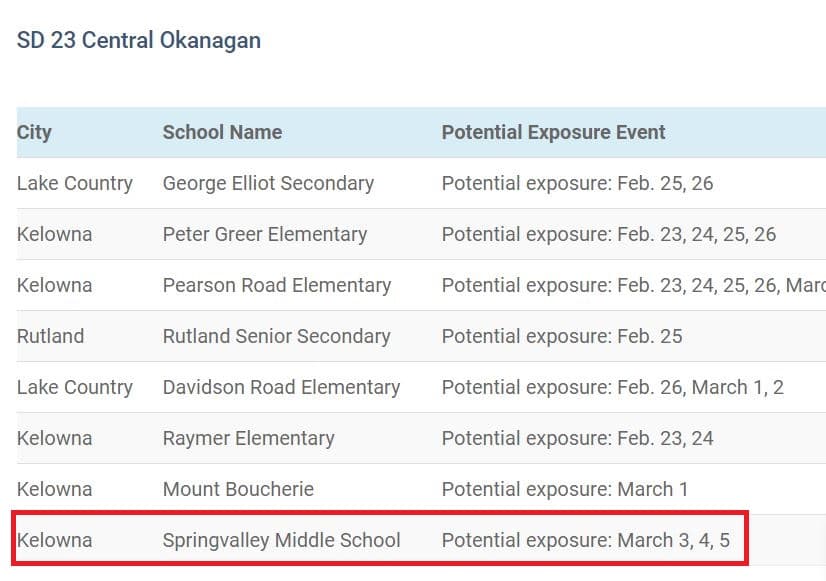 SD 23 Central Okanagan
City School Name Potential Exposure Event
Lake Country George Elliot Secondary Potential exposure: Feb. 25, 26
Kelowna Peter Greer Elementary Potential exposure: Feb. 23, 24, 25, 26
Kelowna Pearson Road Elementary Potential exposure: Feb. 23, 24, 25, 26,
Rutland Rutland Senior Secondary Potential exposure: Feb. 25
Lake Country Davidson Road Elementary Potential exposure: Feb. 26, March 1, 2
Kelowna Raymer Elementary Potential exposure: Feb. 23, 24
Kelowna Mount Boucherie Potential exposure: March 1
Kelowna Springvalley Middle School Potential exposure: March 3, 4, 5